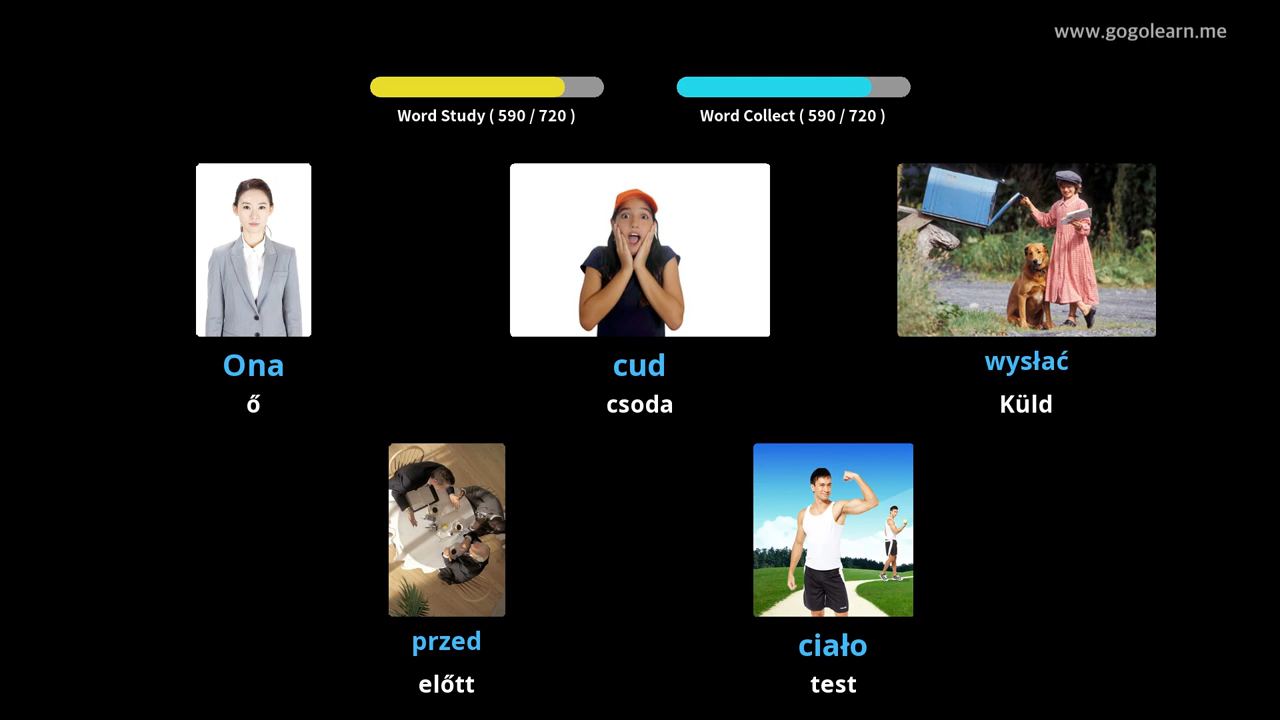 www.gogolearn.me
Word Study ( 590 / 720 )
Word Collect ( 590 / 720 )
Ona
ő
cud
csoda
wysłać
Küld
przed
előtt
ciało
test